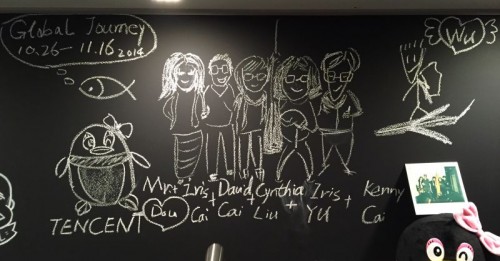 Global Journey
10.26-11.16 2014
Wu
Mr+ Iris + David Cynthia + Iris + Kenny
Dolu Cai + Cai + Liu + YU Cai
TENCENT